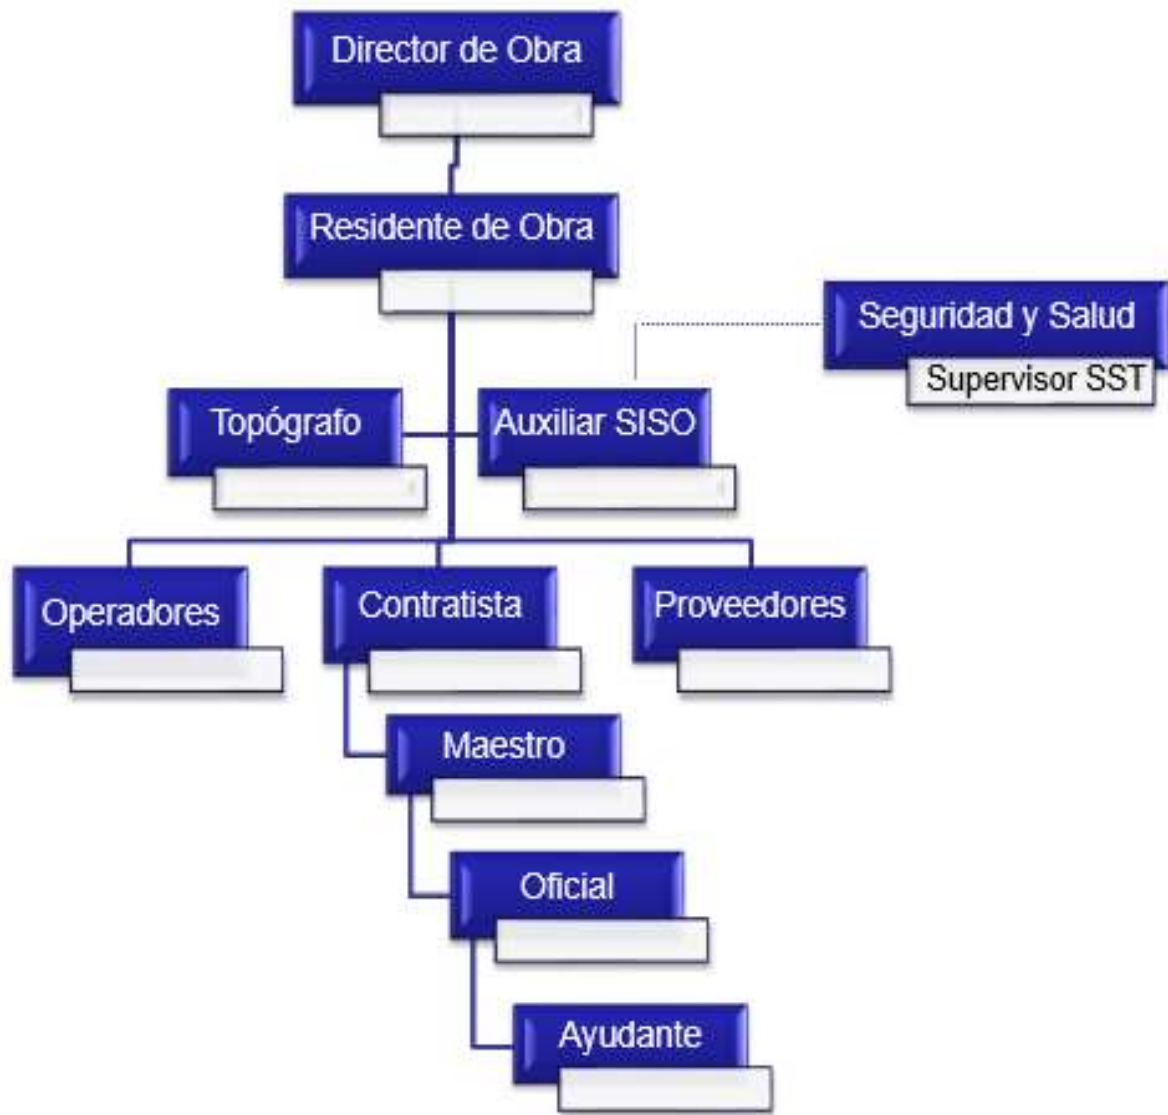 Director de Obra
Residente de Obra
Seguridad y Salud
Supervisor SST
Topógrafo
Auxiliar SISO
Operadores
Contratista
Proveedores
Maestro
Oficial
Ayudante